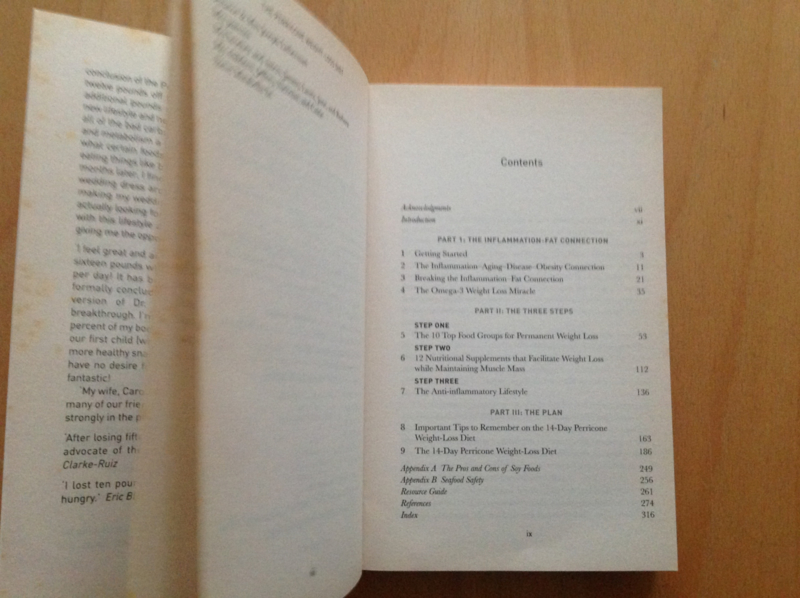 conclusion of the
twelve pounds off
additional pounds
new lifestyle and
all of the bad carb
and metabolism a
what certain foods
eating things like
months later, I
wedding dress and
making my wedd
actually looking
with this lifestyle
giving me the oppo
I feel great and
sixteen pounds w
per day! It has b
formally conclu
version of Dr.
breakthrough. I'
percent of my bo
our first child (w
more healthy sna
have no desire
fantastic!
'My wife, Caro
many of our frie
strongly in the p
'After losing fift
advocate of th
Clarke-Ruiz
'I lost ten pou
hungry.' Eric B
Contents
Acknowledgments vii
Introduction xi
PART 1: THE INFLAMMATION-FAT CONNECTION
1 Getting Started 3
2 The Inflammation–Aging–Disease–Obesity Connection 11
3 Breaking the Inflammation–Fat Connection 21
4 The Omega-3 Weight Loss Miracle 35
PART II: THE THREE STEPS
STEP ONE
5 The 10 Top Food Groups for Permanent Weight Loss 53
STEP TWO
6 12 Nutritional Supplements that Facilitate Weight Loss
while Maintaining Muscle Mass 112
STEP THREE
7 The Anti-inflammatory Lifestyle 136
PART III: THE PLAN
8 Important Tips to Remember on the 14-Day Perricone
Weight-Loss Diet 163
9 The 14-Day Perricone Weight-Loss Diet 186
Appendix A The Pros and Cons of Soy Foods 249
Appendix B Seafood Safety 256
Resource Guide 261
References 274
Index 316
ix